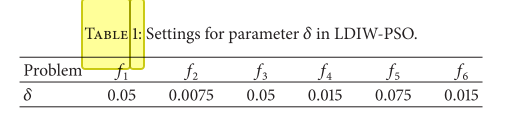 TABLE 1: Settings for parameter δ in LDIW-PSO.
Problem f₁ f₂ f₃ f₄ f₅ f₆
δ 0.05 0.0075 0.05 0.015 0.075 0.015